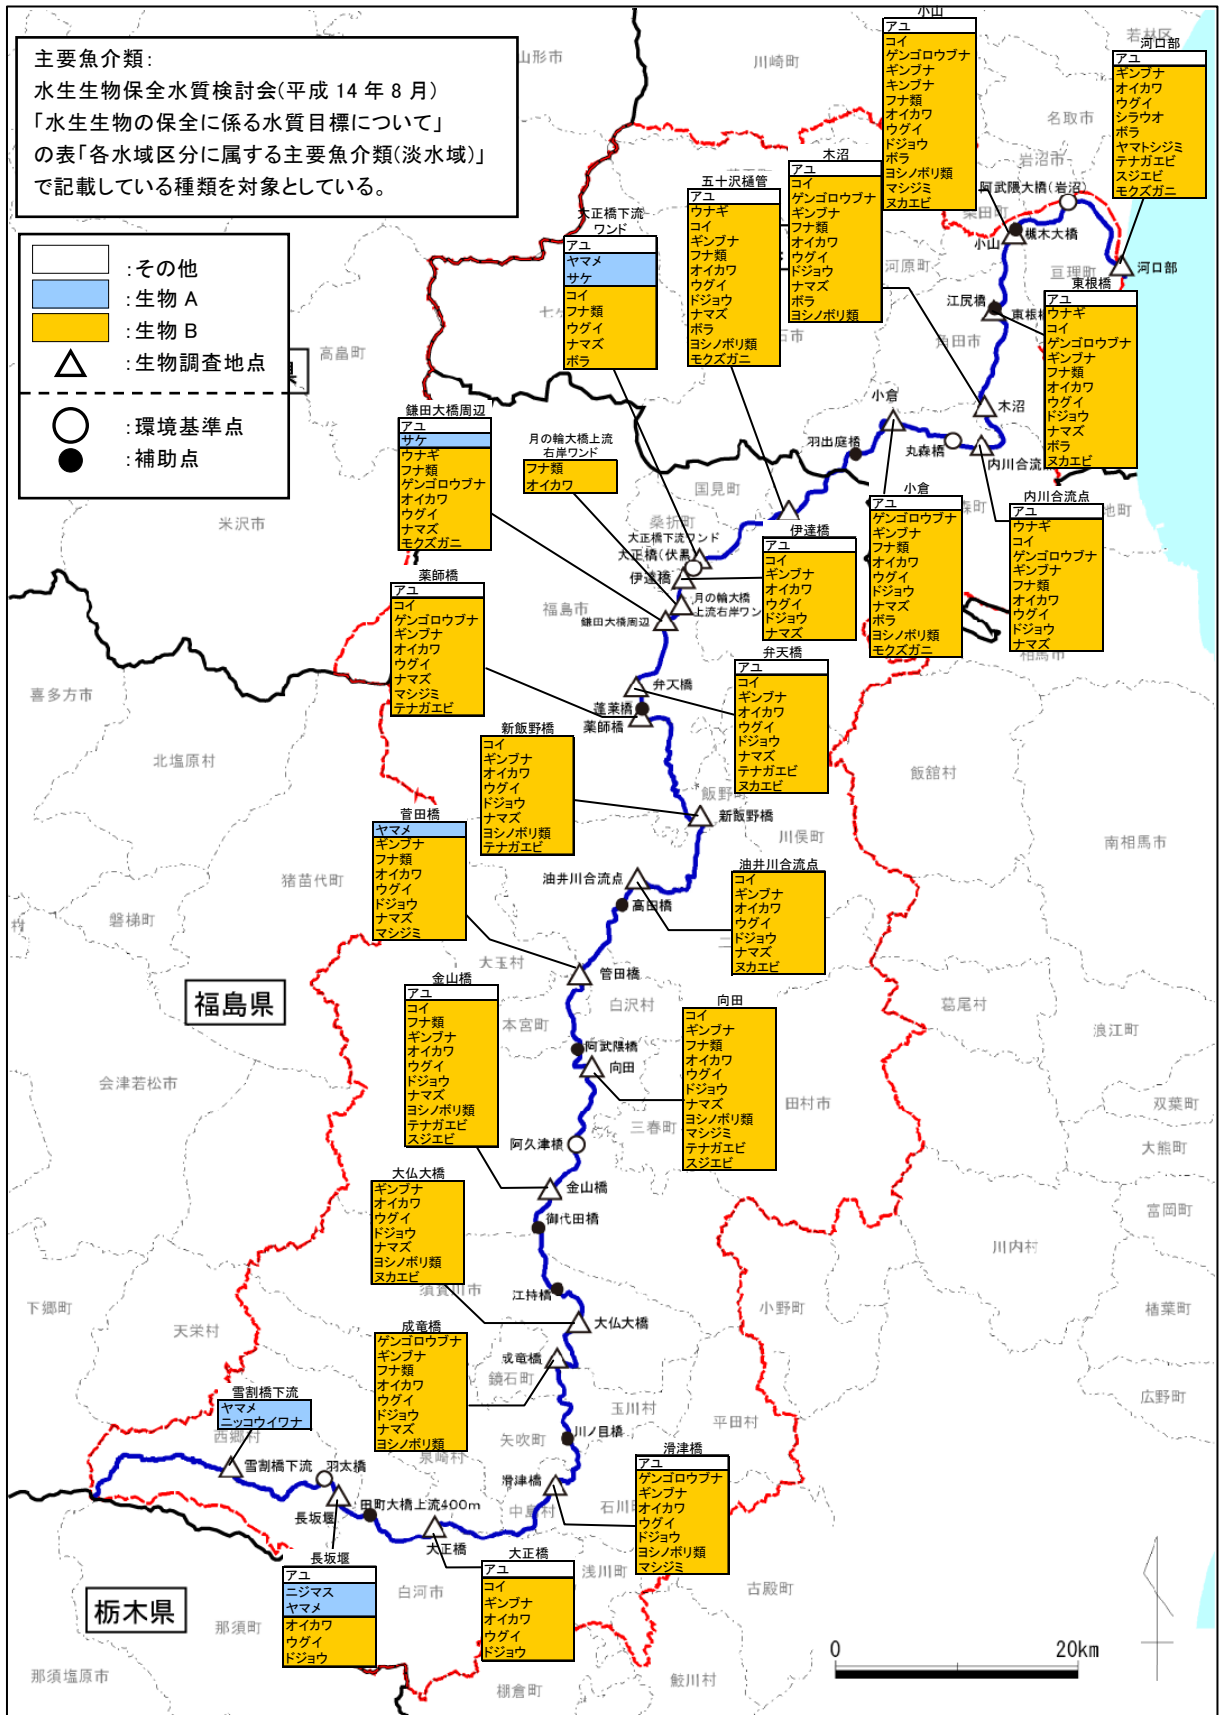 主要魚介類：
水生生物保全水質検討会(平成 14 年 8 月)
「水生生物の保全に係る水質目標について」
の表「各水域区分に属する主要魚介類(淡水域)」
で記載している種類を対象としている。
:その他
:生物 A
:生物 B
:生物調査地点
:環境基準点
:補助点
小山
アユ
コイ
ゲンゴロウブナ
ギンブナ
キンブナ
フナ類
オイカワ
ウグイ
ドジョウ
ボラ
ヨシノボリ類
マシジミ
ヌカエビ
河口部
アユ
ギンブナ
オイカワ
ウグイ
シラウオ
ボラ
ヤマトシジミ
テナガエビ
スジエビ
モクズガニ
木沼
アユ
コイ
ゲンゴロウブナ
ギンブナ
フナ類
オイカワ
ウグイ
ドジョウ
ナマズ
ボラ
ヨシノボリ類
五十沢樋管
アユ
ウナギ
コイ
ギンブナ
フナ類
オイカワ
ウグイ
ドジョウ
ナマズ
ボラ
ヨシノボリ類
モクズガニ
大正橋下流
ワンド
アユ
ヤマメ
サケ
コイ
フナ類
ウグイ
ナマズ
ボラ
東根橋
アユ
ウナギ
コイ
ゲンゴロウブナ
ギンブナ
フナ類
オイカワ
ウグイ
ドジョウ
ナマズ
ボラ
ヌカエビ
鎌田大橋周辺
アユ
サケ
ウナギ
フナ類
ゲンゴロウブナ
オイカワ
ウグイ
ナマズ
モクズガニ
月の輪大橋上流
右岸ワンド
フナ類
オイカワ
小倉
アユ
ゲンゴロウブナ
ギンブナ
フナ類
オイカワ
ウグイ
ドジョウ
ナマズ
ボラ
ヨシノボリ類
モクズガニ
内川合流点
アユ
ウナギ
コイ
ゲンゴロウブナ
ギンブナ
フナ類
オイカワ
ウグイ
ドジョウ
ナマズ
伊達橋
アユ
コイ
ギンブナ
オイカワ
ウグイ
ドジョウ
ナマズ
薬師橋
アユ
コイ
ゲンゴロウブナ
ギンブナ
オイカワ
ウグイ
ナマズ
マシジミ
テナガエビ
弁天橋
アユ
コイ
ギンブナ
オイカワ
ウグイ
ドジョウ
ナマズ
テナガエビ
ヌカエビ
新飯野橋
コイ
ギンブナ
オイカワ
ウグイ
ドジョウ
ナマズ
ヨシノボリ類
テナガエビ
菅田橋
ヤマメ
ギンブナ
フナ類
オイカワ
ウグイ
ドジョウ
ナマズ
マシジミ
油井川合流点
コイ
ギンブナ
オイカワ
ウグイ
ドジョウ
ナマズ
ヌカエビ
金山橋
アユ
コイ
フナ類
ギンブナ
オイカワ
ウグイ
ドジョウ
ナマズ
ヨシノボリ類
テナガエビ
スジエビ
向田
コイ
ギンブナ
フナ類
オイカワ
ウグイ
ドジョウ
ナマズ
ヨシノボリ類
マシジミ
テナガエビ
スジエビ
大仏大橋
ギンブナ
オイカワ
ウグイ
ドジョウ
ナマズ
ヨシノボリ類
ヌカエビ
成竜橋
ゲンゴロウブナ
ギンブナ
フナ類
オイカワ
ウグイ
ドジョウ
ナマズ
ヨシノボリ類
雪割橋下流
ヤマメ
ニッコウイワナ
滑津橋
アユ
ゲンゴロウブナ
ギンブナ
オイカワ
ウグイ
ドジョウ
ヨシノボリ類
マシジミ
長坂堰
アユ
ニジマス
ヤマメ
オイカワ
ウグイ
ドジョウ
大正橋
アユ
コイ
ギンブナ
オイカワ
ウグイ
ドジョウ
阿武隈大橋(岩沼)
槻木大橋
小山
河口部
江尻橋
東根橋
木沼
小倉
羽出庭橋
丸森橋
内川合流
大正橋下流ワンド
大正橋(伏黒
伊達橋
月の輪大橋
上流右岸ワン
鎌田大橋周辺
弁天橋
蓬莱橋
薬師橋
新飯野橋
油井川合流点
高田橋
管田橋
阿武隈橋
向田
阿久津橋
金山橋
御代田橋
江持橋
大仏大橋
成竜橋
川ノ目橋
滑津橋
雪割橋下流
羽太橋
長坂堰
田町大橋上流400m
大正橋
山形市
川崎町
若林区
名取市
岩沼市
柴田町
亘理町
河原町
角田市
石市
七ヶ
高畠町
県
米沢市
国見町
桑折町
福島市
森町
地町
相馬市
喜多方市
北塩原村
飯野
川俣町
飯舘村
南相馬市
猪苗代町
磐梯町
大玉村
二
白沢村
本宮町
葛尾村
浪江町
会津若松市
田村市
三春町
双葉町
大熊町
富岡町
川内村
楢葉町
小野町
下郷町
天栄村
須賀川市
鏡石町
玉川村
平田村
広野町
矢吹町
泉崎村
西郷村
中島村
石川町
浅川町
古殿町
白河市
那須町
那須塩原市
棚倉町
鮫川村
福島県
栃木県
0
20km